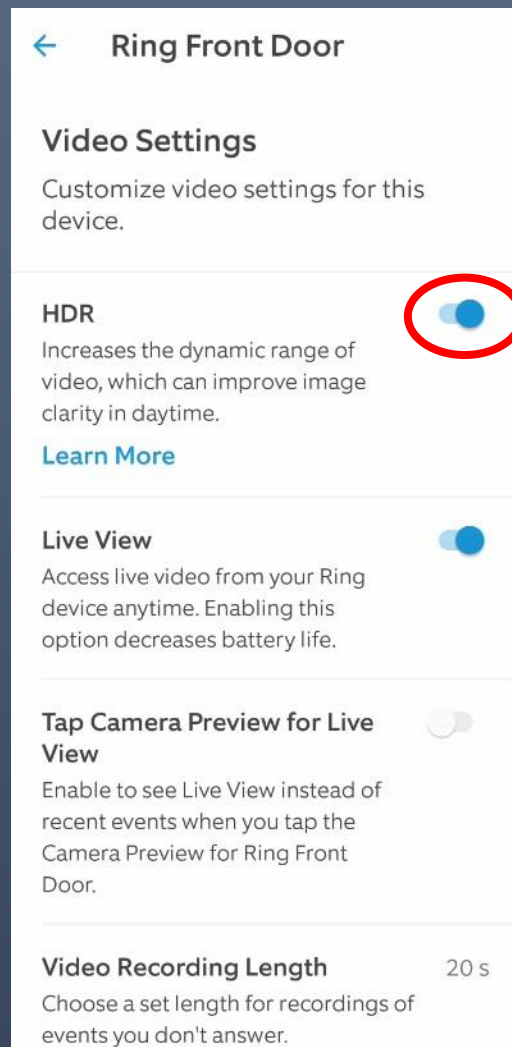 Ring Front Door
Video Settings
Customize video settings for this
device.
HDR
Increases the dynamic range of
video, which can improve image
clarity in daytime.
Learn More
Live View
Access live video from your Ring
device anytime. Enabling this
option decreases battery life.
Tap Camera Preview for Live
View
Enable to see Live View instead of
recent events when you tap the
Camera Preview for Ring Front
Door.
Video Recording Length 20 s
Choose a set length for recordings of
events you don't answer.